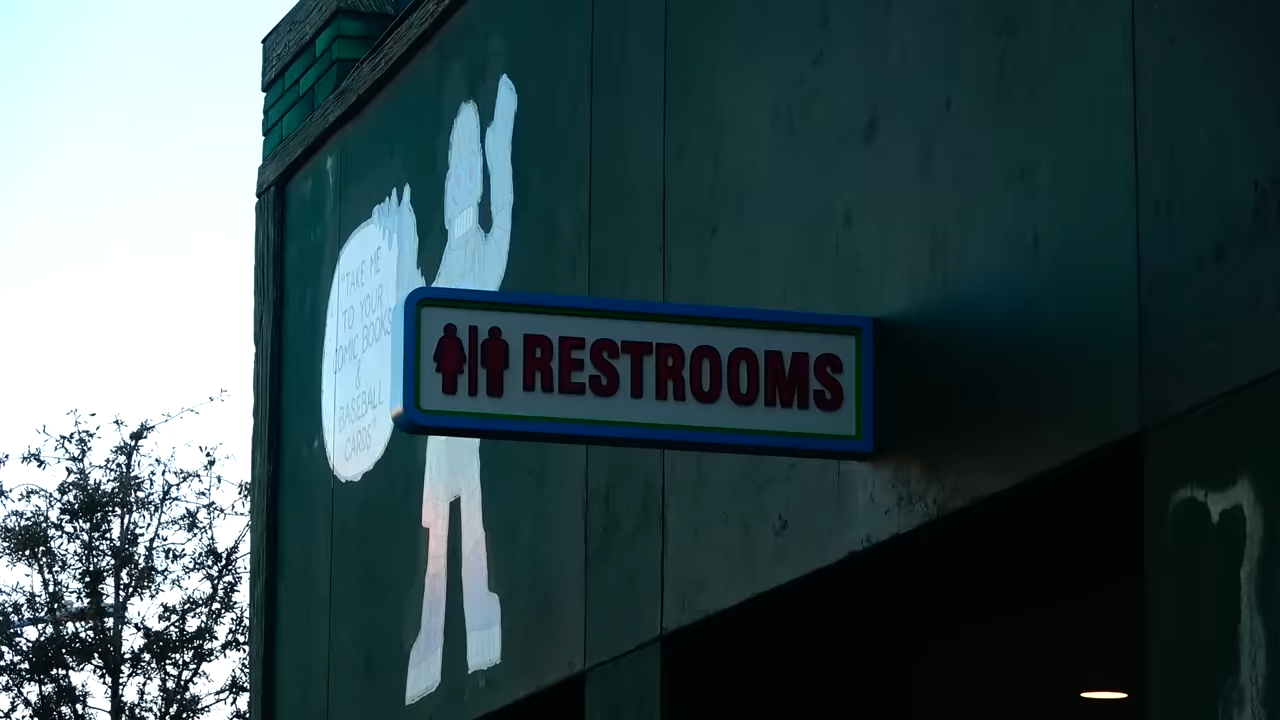 "TAKE ME
TO YOUR
COMIC BOOKS
&
BASEBALL
CARDS"
RESTROOMS